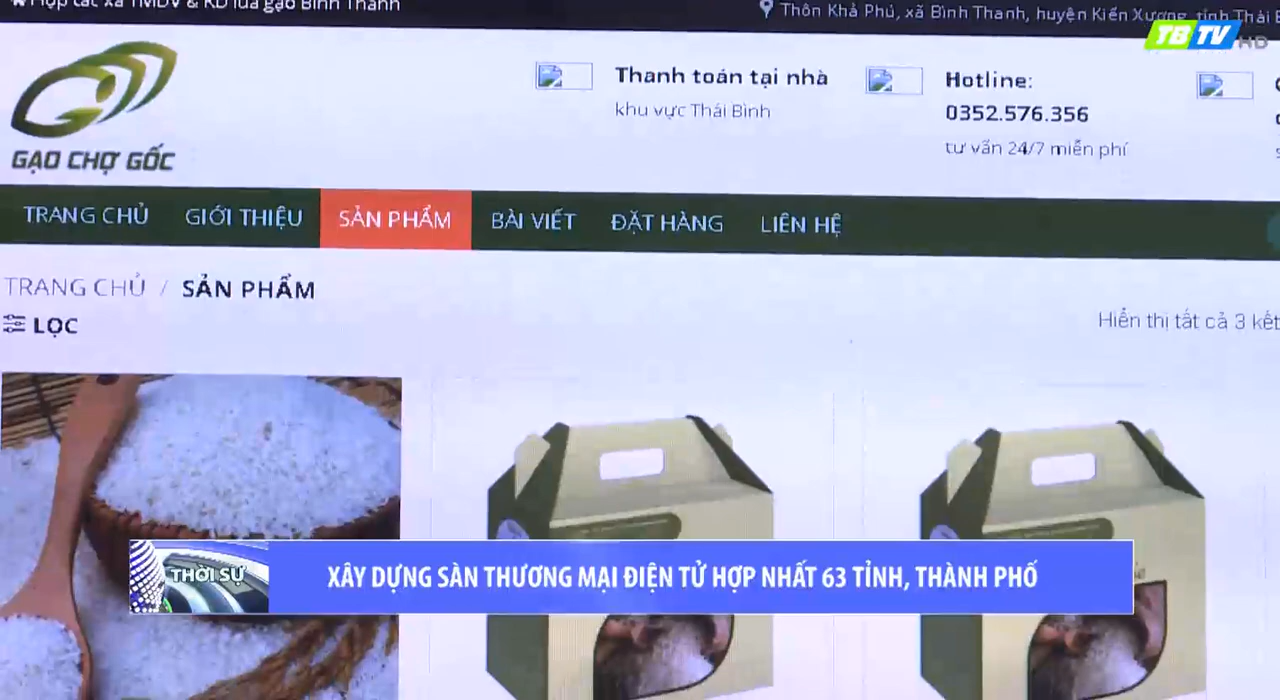 Hợp tác xã TMDV & KD lúa gạo Bình Thanh
Thôn Khả Phú, xã Bình Thanh, huyện Kiến Xương, tỉnh Thái
TBTV HD
GẠO CHỢ GỐC
Thanh toán tại nhà
khu vực Thái Bình
Hotline:
0352.576.356
tư vấn 24/7 miễn phí
TRANG CHỦ GIỚI THIỆU SẢN PHẨM BÀI VIẾT ĐẶT HÀNG LIÊN HỆ
TRANG CHỦ / SẢN PHẨM
LỌC
Hiển thị tất cả 3 kết
THỜI SỰ
XÂY DỰNG SÀN THƯƠNG MẠI ĐIỆN TỬ HỢP NHẤT 63 TỈNH, THÀNH PHỐ